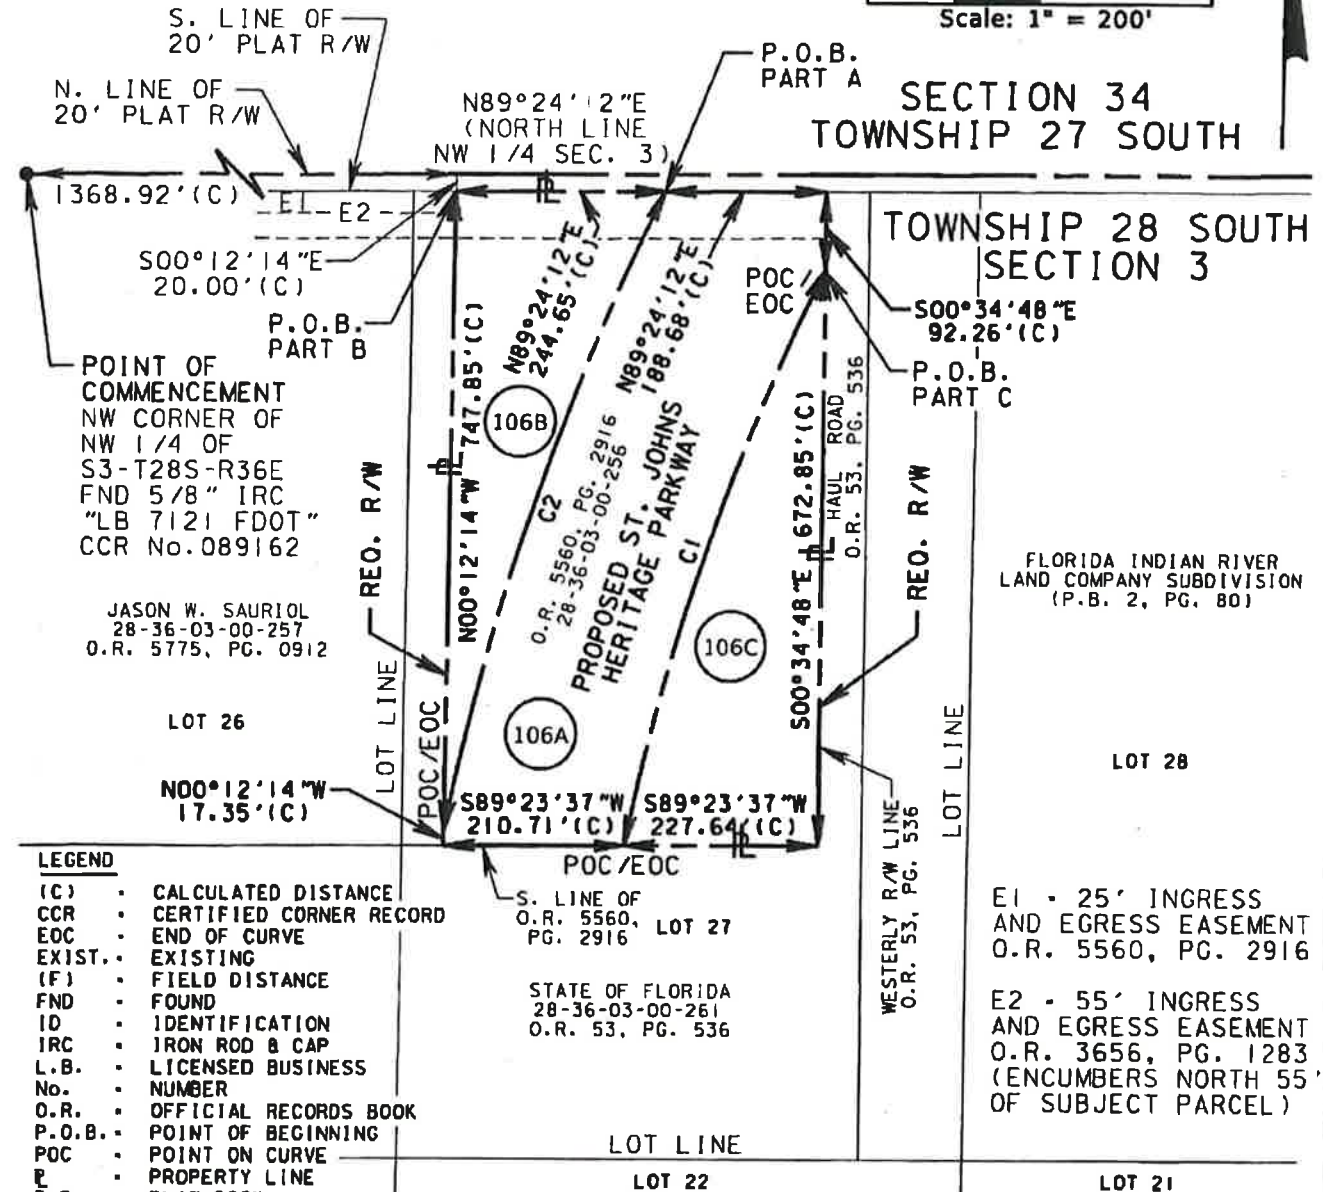 S. LINE OF
20' PLAT R/W
Scale: 1" = 200'
P.O.B.
PART A
N. LINE OF
20' PLAT R/W
SECTION 34
TOWNSHIP 27 SOUTH
N89°24'12"E
(NORTH LINE
NW 1/4 SEC. 3)
1368.92'(C)
E1
E2
TOWNSHIP 28 SOUTH
SECTION 3
S00°12'14"E
20.00'(C)
P.O.B.
PART B
N89°24'12"E
244.65'(C)
N89°24'12"E
188.68'(C)
POC/
EOC
S00°34'48"E
92.26'(C)
P.O.B.
PART C
POINT OF
COMMENCEMENT
NW CORNER OF
NW 1/4 OF
S3-T28S-R36E
FND 5/8" IRC
"LB 7121 FDOT"
CCR No.089162
REQ. R/W
N00°12'14"W 747.85'(C)
106B
C2
O.R. 5560, PG. 2916
28-36-03-00-256
PROPOSED ST. JOHNS
HERITAGE PARKWAY
C1
S00°34'48"E 672.85'(C)
HAUL ROAD
O.R. 53, PG. 536
REQ. R/W
FLORIDA INDIAN RIVER
LAND COMPANY SUBDIVISION
(P.B. 2, PG. 80)
JASON W. SAURIOL
28-36-03-00-257
O.R. 5775, PG. 0912
106C
LOT 26
LOT LINE
POC/EOC
106A
LOT LINE
LOT 28
N00°12'14"W
17.35'(C)
S89°23'37"W
210.71'(C)
S89°23'37"W
227.64'(C)
POC/EOC
WESTERLY R/W LINE
O.R. 53, PG. 536
S. LINE OF
O.R. 5560,
PG. 2916
LOT 27
STATE OF FLORIDA
28-36-03-00-261
O.R. 53, PG. 536
E1 - 25' INGRESS
AND EGRESS EASEMENT
O.R. 5560, PG. 2916
E2 - 55' INGRESS
AND EGRESS EASEMENT
O.R. 3656, PG. 1283
(ENCUMBERS NORTH 55'
OF SUBJECT PARCEL)
LEGEND
(C) - CALCULATED DISTANCE
CCR - CERTIFIED CORNER RECORD
EOC - END OF CURVE
EXIST. - EXISTING
(F) - FIELD DISTANCE
FND - FOUND
ID - IDENTIFICATION
IRC - IRON ROD & CAP
L.B. - LICENSED BUSINESS
No. - NUMBER
O.R. - OFFICIAL RECORDS BOOK
P.O.B. - POINT OF BEGINNING
POC - POINT ON CURVE
PL - PROPERTY LINE
LOT LINE
LOT 22
LOT 21